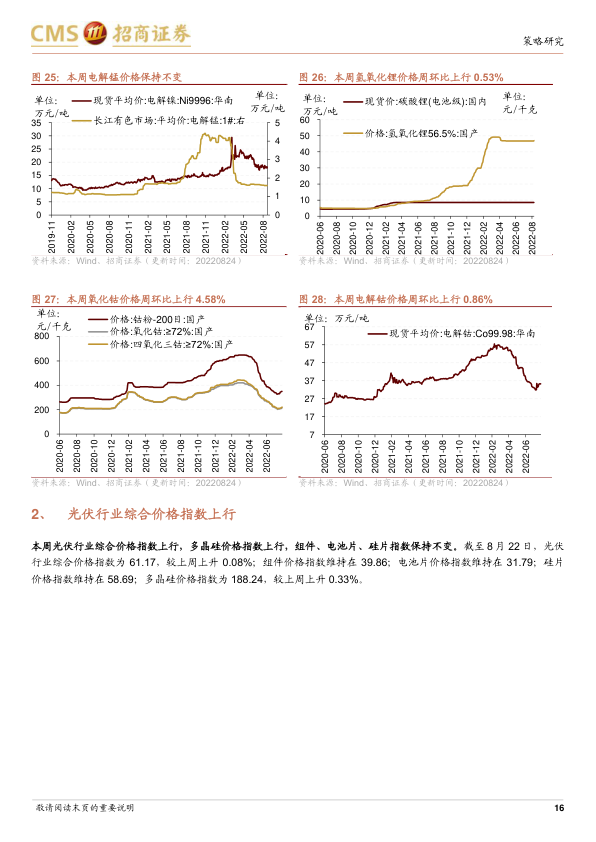 CMS 招商证券
策略研究
图 25：本周电解锰价格保持不变
单位：
万元/吨
现货平均价:电解镍:Ni9996:华南
长江有色市场:平均价:电解锰:1#:右
单位：
万元/吨
35
30
25
20
15
10
5
0
5
4
3
2
1
0
2019-11
2020-02
2020-05
2020-08
2020-11
2021-02
2021-05
2021-08
2021-11
2022-02
2022-05
2022-08
资料来源：Wind、招商证券（更新时间：20220824）
图 26：本周氢氧化锂价格周环比上行 0.53%
单位：
万元/吨
现货价:碳酸锂(电池级):国内
价格:氢氧化锂56.5%:国产
单位：
元/千克
60
50
40
30
20
10
0
2020-06
2020-08
2020-10
2020-12
2021-02
2021-04
2021-06
2021-08
2021-10
2021-12
2022-02
2022-04
2022-06
2022-08
资料来源：Wind、招商证券（更新时间：20220824）
图 27：本周氧化钴价格周环比上行 4.58%
单位：
元/千克
价格:钴粉-200目:国产
价格:氧化钴:≥72%:国产
价格:四氧化三钴:≥72%:国产
800
600
400
200
0
2020-06
2020-08
2020-10
2020-12
2021-02
2021-04
2021-06
2021-08
2021-10
2021-12
2022-02
2022-04
2022-06
资料来源：Wind、招商证券（更新时间：20220824）
图 28：本周电解钴价格周环比上行 0.86%
单位：万元/吨
现货平均价:电解钴:Co99.98:华南
67
57
47
37
27
17
7
2020-06
2020-08
2020-10
2020-12
2021-02
2021-04
2021-06
2021-08
2021-10
2021-12
2022-02
2022-04
2022-06
资料来源：Wind、招商证券（更新时间：20220824）
2、 光伏行业综合价格指数上行
本周光伏行业综合价格指数上行，多晶硅价格指数上行，组件、电池片、硅片指数保持不变。截至 8 月 22 日，光伏
行业综合价格指数为 61.17，较上周上升 0.08%；组件价格指数维持在 39.86；电池片价格指数维持在 31.79；硅片
价格指数维持在 58.69；多晶硅价格指数为 188.24，较上周上升 0.33%。
敬请阅读末页的重要说明
16